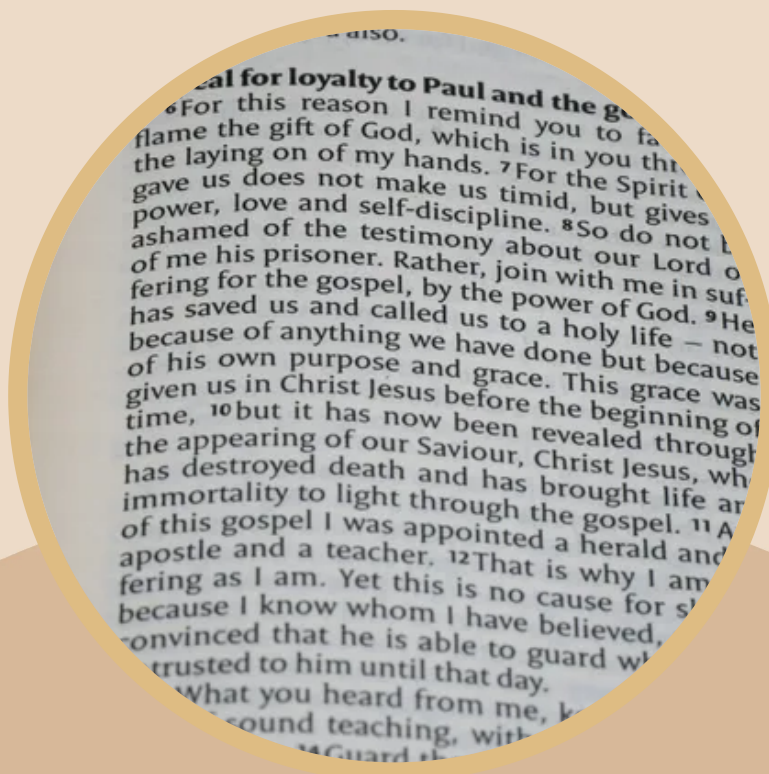 also.
for loyalty to Paul and the
6For this reason I remind you to
flame the gift of God, which is in you
the laying on of my hands. 7For the Spirit
gave us does not make us timid, but gives
power, love and self-discipline. 8So do not
ashamed of the testimony about our Lord
of me his prisoner. Rather, join with me in suf-
fering for the gospel, by the power of God. 9He
has saved us and called us to a holy life – not
because of anything we have done but because
of his own purpose and grace. This grace was
given us in Christ Jesus before the beginning of
time, 10but it has now been revealed through
the appearing of our Saviour, Christ Jesus,
has destroyed death and has brought life
immortality to light through the gospel. 11
of this gospel I was appointed a herald and
apostle and a teacher. 12That is why I am
fering as I am. Yet this is no cause for
because I know whom I have believed,
convinced that he is able to guard
trusted to him until that day.
What you heard from me,
sound teaching, with
14Guard